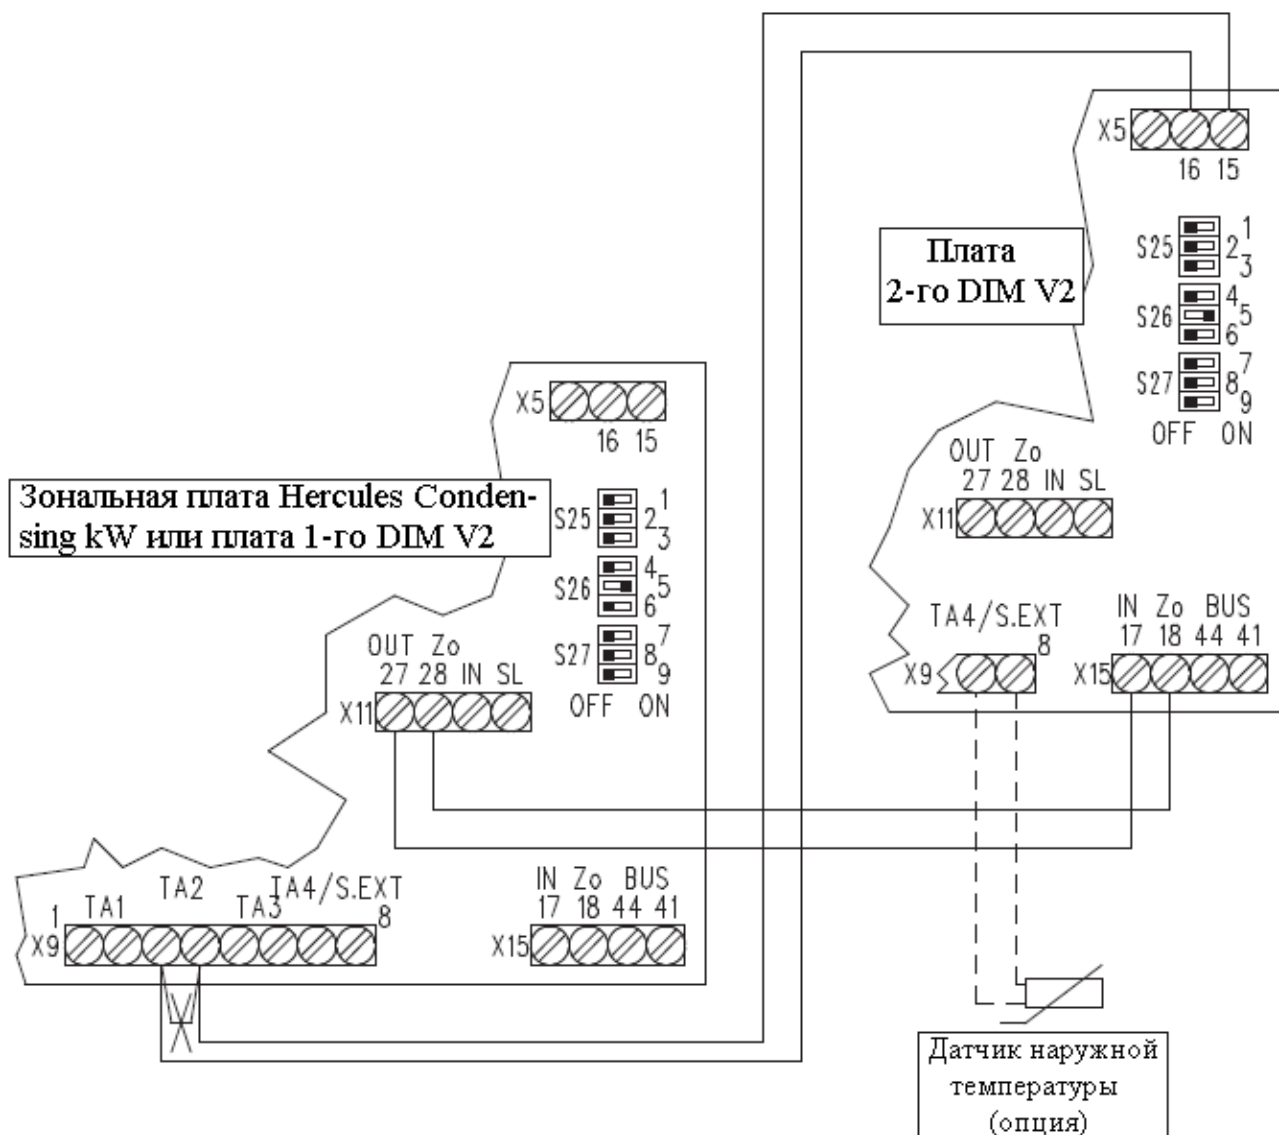 X5
16 15
S25
1
2
3
Плата
2-го DIM V2
S26
4
5
6
S27
7
8
9
OFF ON
X5
16 15
OUT Zo
27 28 IN SL
X11
Зональная плата Hercules Conden-
sing kW или плата 1-го DIM V2
S25
1
2
3
S26
4
5
6
TA4/S.EXT
8
X9
IN Zo BUS
17 18 44 41
X15
OUT Zo
27 28 IN SL
X11
S27
7
8
9
OFF ON
1
TA1
TA2
TA3
TA4/S.EXT
8
X9
IN Zo BUS
17 18 44 41
X15
Датчик наружной
температуры
(опция)